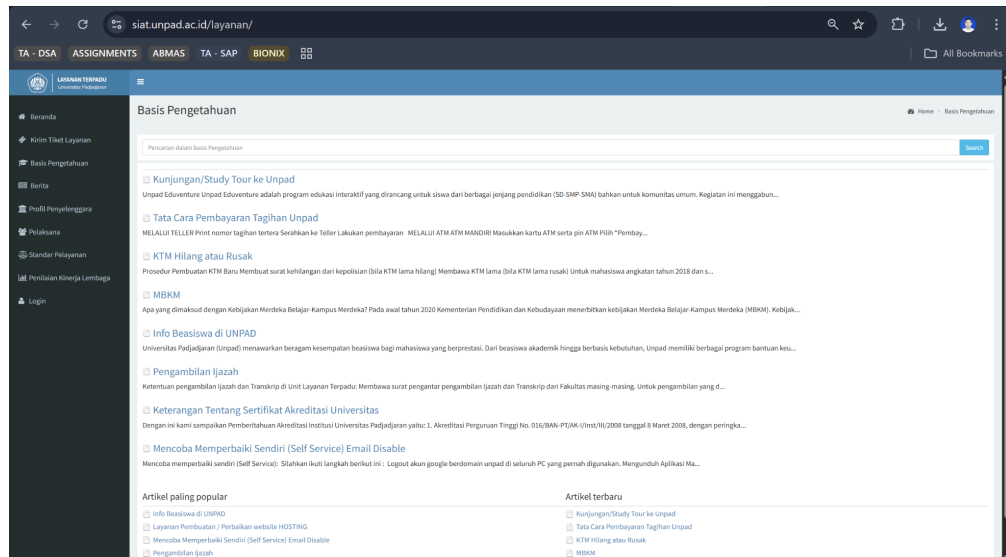 siat.unpad.ac.id/layanan/
TA - DSA ASSIGNMENTS ABMAS TA - SAP BIONIX All Bookmarks
LAYANAN TERPADU
Universitas Padjadjaran
Beranda
Kirim Tiket Layanan
Basis Pengetahuan
Berita
Profil Penyelenggara
Pelaksana
Standar Pelayanan
Penilaian Kinerja Lembaga
Login
Basis Pengetahuan
Home > Basis Pengetahuan
Pencarian dalam basis Pengetahuan Search
Kunjungan/Study Tour ke Unpad
Unpad Eduventure Unpad Eduventure adalah program edukasi interaktif yang dirancang untuk siswa dari berbagai jenjang pendidikan (SD-SMP-SMA) bahkan untuk komunitas umum. Kegiatan ini menggabun...
Tata Cara Pembayaran Tagihan Unpad
MELALUI TELLER Print nomor tagihan tertera Serahkan ke Teller Lakukan pembayaran MELALUI ATM ATM MANDIRI Masukkan kartu ATM serta pin ATM Pilih "Pembay...
KTM Hilang atau Rusak
Prosedur Pembuatan KTM Baru Membuat surat kehilangan dari kepolisian (bila KTM lama hilang) Membawa KTM lama (bila KTM lama rusak) Untuk mahasiswa angkatan tahun 2018 dan s...
MBKM
Apa yang dimaksud dengan Kebijakan Merdeka Belajar-Kampus Merdeka? Pada awal tahun 2020 Kementerian Pendidikan dan Kebudayaan menerbitkan kebijakan Merdeka Belajar-Kampus Merdeka (MBKM). Kebijak...
Info Beasiswa di UNPAD
Universitas Padjadjaran (Unpad) menawarkan beragam kesempatan beasiswa bagi mahasiswa yang berprestasi. Dari beasiswa akademik hingga berbasis kebutuhan, Unpad memiliki berbagai program bantuan keu...
Pengambilan Ijazah
Ketentuan pengambilan Ijazah dan Transkrip di Unit Layanan Terpadu: Membawa surat pengantar pengambilan Ijazah dan Transkrip dari Fakultas masing-masing. Untuk pengambilan yang d...
Keterangan Tentang Sertifikat Akreditasi Universitas
Dengan ini kami sampaikan Pemberitahuan Akreditasi Institusi Universitas Padjadjaran yaitu: 1. Akreditasi Perguruan Tinggi No. 016/BAN-PT/AK-I/Inst/III/2008 tanggal 8 Maret 2008, dengan peringka...
Mencoba Memperbaiki Sendiri (Self Service) Email Disable
Mencoba memperbaiki sendiri (Self Service): Silahkan ikuti langkah berikut ini : Logout akun google berdomain unpad di seluruh PC yang pernah digunakan. Mengunduh Aplikasi Ma...
Artikel paling popular
Info Beasiswa di UNPAD
Layanan Pembuatan / Perbaikan website HOSTING
Mencoba Memperbaiki Sendiri (Self Service) Email Disable
Pengambilan Ijazah
Artikel terbaru
Kunjungan/Study Tour ke Unpad
Tata Cara Pembayaran Tagihan Unpad
KTM Hilang atau Rusak
MBKM